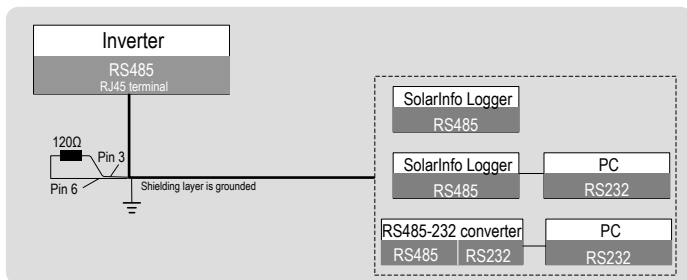 Inverter
RS485
RJ45 terminal
120Ω
Pin 3
Pin 6
Shielding layer is grounded
SolarInfo Logger
RS485
SolarInfo Logger
RS485
PC
RS232
RS485-232 converter
RS485
RS232
PC
RS232